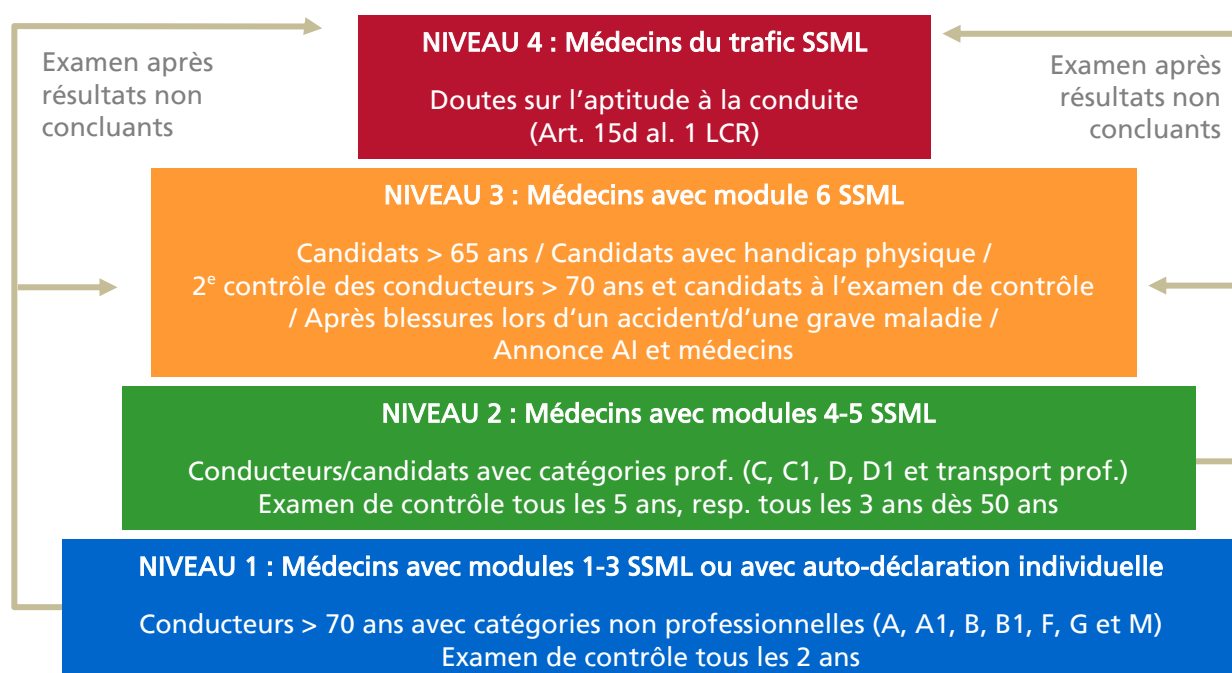 Examen après
résultats non
concluants
NIVEAU 4 : Médecins du trafic SSML
Doutes sur l’aptitude à la conduite
(Art. 15d al. 1 LCR)
Examen après
résultats non
concluants
NIVEAU 3 : Médecins avec module 6 SSML
Candidats > 65 ans / Candidats avec handicap physique /
2e contrôle des conducteurs > 70 ans et candidats à l’examen de contrôle
/ Après blessures lors d‘un accident/d‘une grave maladie /
Annonce AI et médecins
NIVEAU 2 : Médecins avec modules 4-5 SSML
Conducteurs/candidats avec catégories prof. (C, C1, D, D1 et transport prof.)
Examen de contrôle tous les 5 ans, resp. tous les 3 ans dès 50 ans
NIVEAU 1 : Médecins avec modules 1-3 SSML ou avec auto-déclaration individuelle
Conducteurs > 70 ans avec catégories non professionnelles (A, A1, B, B1, F, G et M)
Examen de contrôle tous les 2 ans